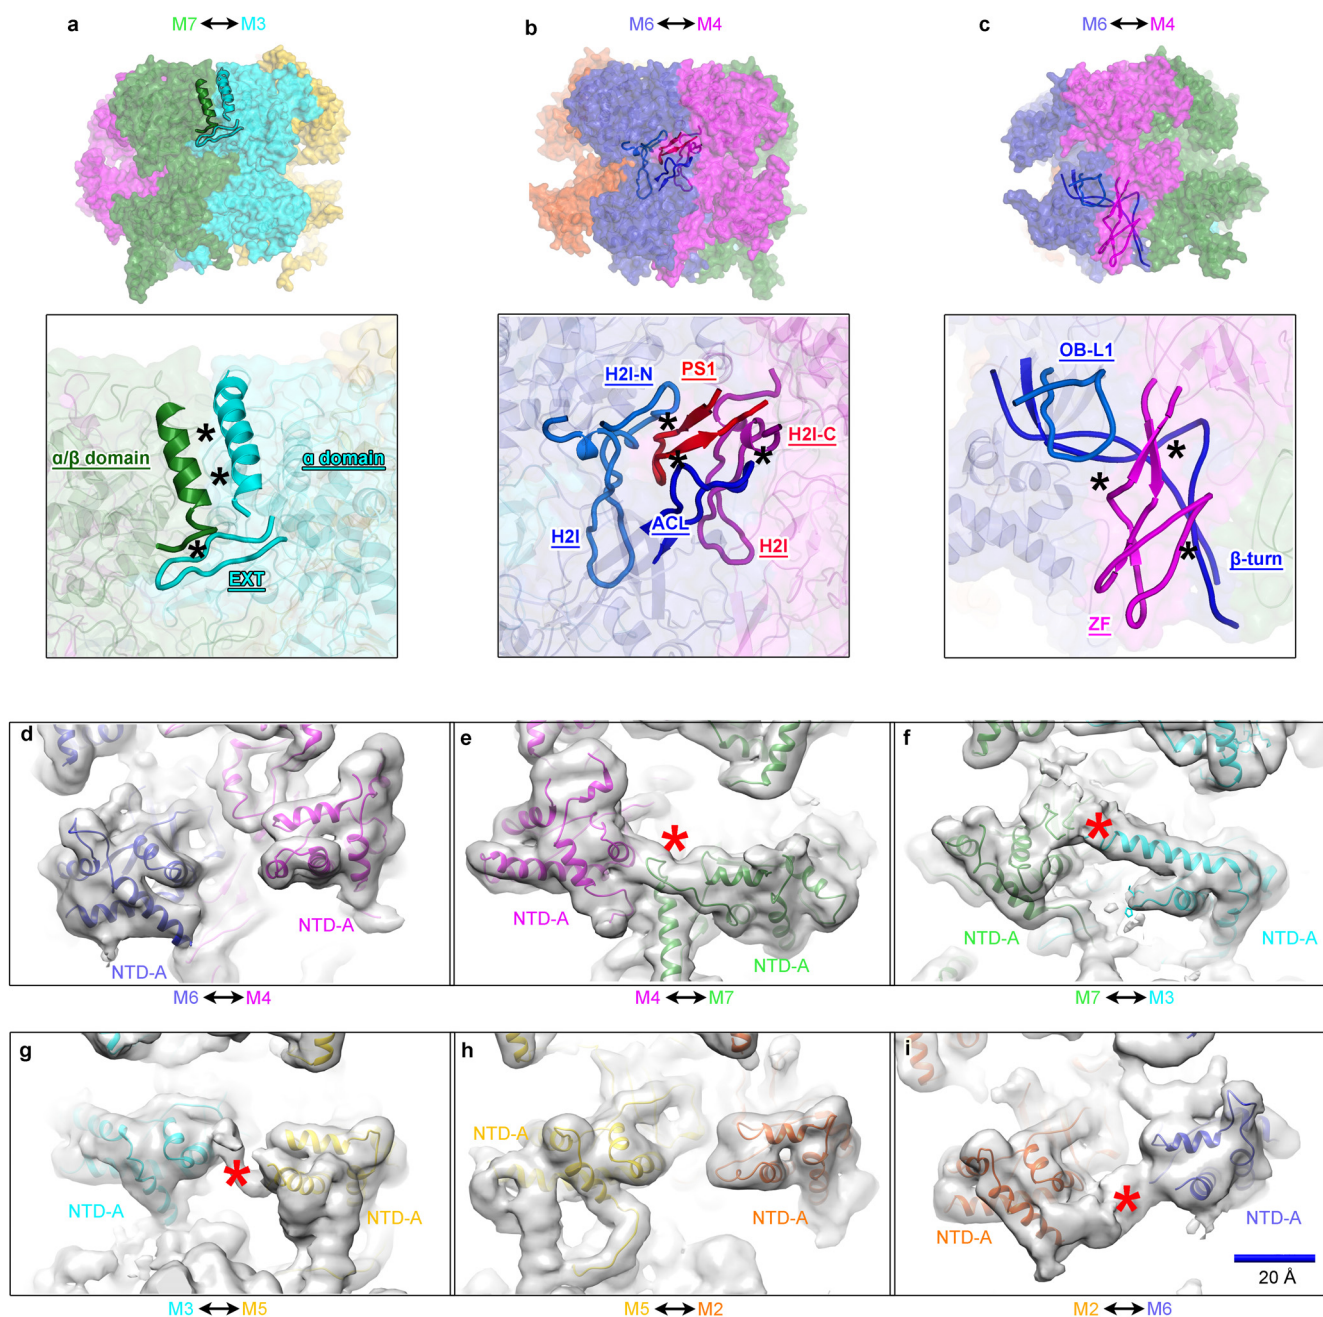 a M7 ↔ M3
b M6 ↔ M4
c M6 ↔ M4
α/β domain
α domain
EXT
*
*
*
H2I-N
PS1
H2I-C
H2I
ACL
H2I
*
*
*
OB-L1
β-turn
ZF
*
*
*
d
NTD-A
NTD-A
M6 ↔ M4
e
*
NTD-A
NTD-A
M4 ↔ M7
f
*
NTD-A
NTD-A
M7 ↔ M3
g
*
NTD-A
NTD-A
M3 ↔ M5
h
NTD-A
NTD-A
M5 ↔ M2
i
*
NTD-A
NTD-A
20 Å
M2 ↔ M6